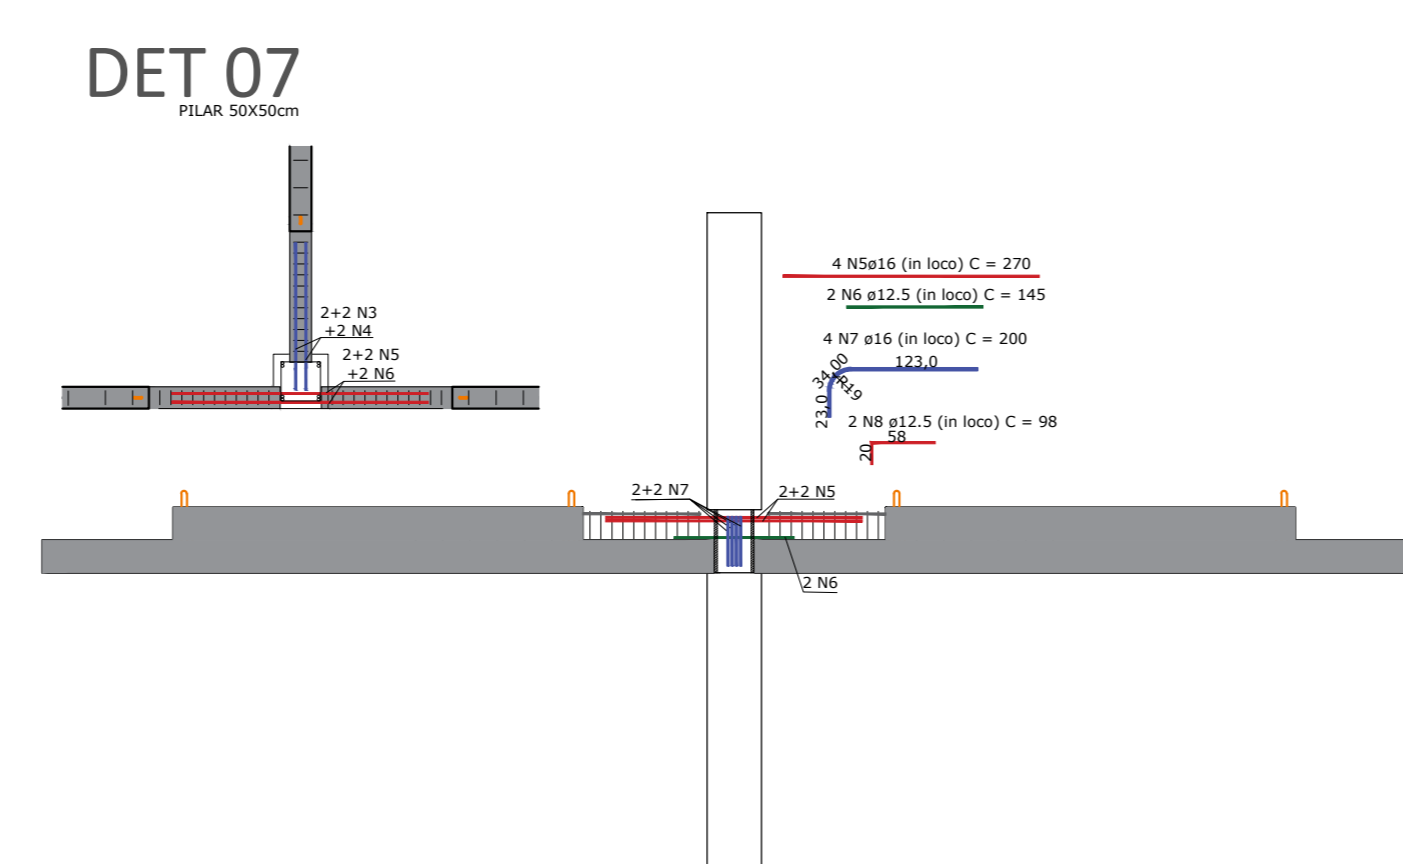 DET 07
PILAR 50X50cm
2+2 N3
+2 N4
2+2 N5
+2 N6
4 N5ø16 (in loco) C = 270
2 N6 ø12.5 (in loco) C = 145
4 N7 ø16 (in loco) C = 200
123,0
34,00
R19
23,0
2 N8 ø12.5 (in loco) C = 98
58
20
2+2 N7
2+2 N5
2 N6